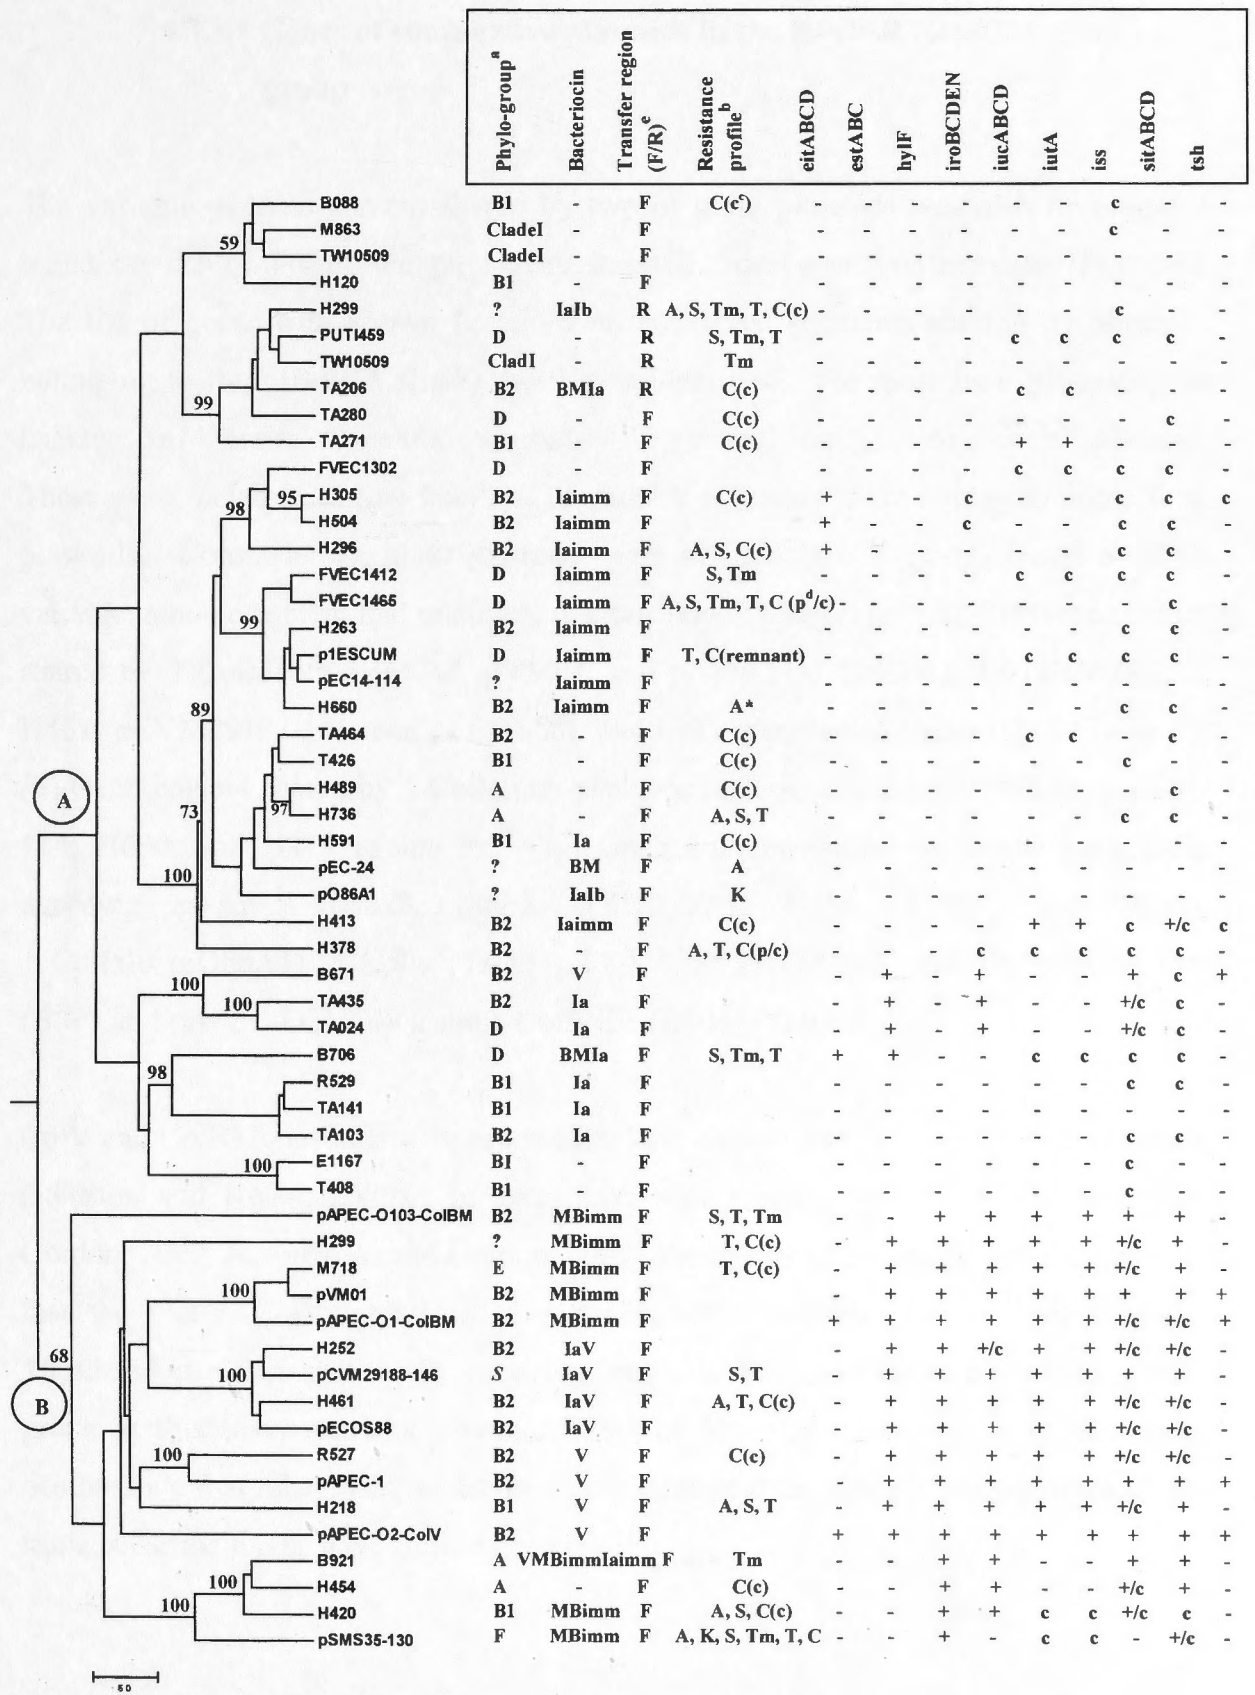 Phylo-group^a Bacteriocin Transfer region (F/R)^e Resistance profile^b eitABCD estABC hylF iroBCDEN iucABCD iutA iss sitABCD tsh
B088 B1 - F C(c^c) - - - - - - c - -
M863 CladeI - F - - - - - - c - -
TW10509 CladeI F - - - - - - - - -
H120 B1 - F - - - - - - - - -
59
H299 ? IaIb R A, S, Tm, T, C(c) - - - - - - c - -
PUTI459 D - R S, Tm, T - - - - c c c c -
TW10509 CladI R Tm - - - - - - - - -
TA206 B2 BMIa R C(c) - - - - c c - - -
TA280 D F C(c) - - - - - - - c -
TA271 B1 F C(c) - - - - + + - - -
99
FVEC1302 D - F - - - - c c c c -
H305 B2 Iaimm F C(c) + - - c - - c c c
H504 B2 Iaimm F + - - c - - c c -
H296 B2 Iaimm F A, S, C(c) + - - - - - c c -
95
98
FVEC1412 D Iaimm F S, Tm - - - - c c c c -
FVEC1465 D Iaimm F A, S, Tm, T, C (p^d/c) - - - - - - - c -
H263 B2 Iaimm F - - - - - - c c -
p1ESCUM D Iaimm F T, C(remnant) - - - - c c c c -
pEC14-114 ? Iaimm F - - - - - - - - -
H660 B2 Iaimm F A* - - - - - - c c -
99
89
TA464 B2 - F C(c) - - - - c c - c -
T426 B1 - F C(c) - - - - - - c - -
H489 A F C(c) - - - - - - - c -
H736 A - F A, S, T - - - - - - c c -
H591 B1 Ia F C(c) - - - - - - - - -
pEC-24 ? BM F A - - - - - - - - -
pO86A1 ? IaIb F K - - - - - - - - -
97
73
100
A
H413 B2 Iaimm F C(c) - - - - + + c +/c c
H378 B2 - F A, T, C(p/c) - - - c c c c c -
B671 B2 V F - + - + - - + c +
TA435 B2 Ia F - + - + - - +/c c -
TA024 D Ia F - + - + - - +/c c -
100
100
B706 D BMIa F S, Tm, T + + - - c c c c -
R529 B1 Ia F - - - - - - c c -
TA141 B1 Ia F - - - - - - - - -
TA103 B2 Ia F - - - - - - c c -
98
E1167 BI - F - - - - - - c - -
T408 B1 - F - - - - - - c - -
100
pAPEC-O103-ColBM B2 MBimm F S, T, Tm - - + + + + + + -
H299 ? MBimm F T, C(c) - + + + + + +/c + -
M718 E MBimm F T, C(c) - + + + + + +/c + -
pVM01 B2 MBimm F - + + + + + + + +
pAPEC-O1-ColBM B2 MBimm F + + + + + + +/c +/c +
100
68
H252 B2 IaV F - + + +/c + + +/c +/c -
pCVM29188-146 S IaV F S, T - + + + + + + + -
H461 B2 IaV F A, T, C(c) - + + + + + +/c +/c -
pECOS88 B2 IaV F - + + + + + +/c +/c -
100
B
R527 B2 V F C(c) - + + + + + +/c +/c -
pAPEC-1 B2 V F - + + + + + + + +
H218 B1 V F A, S, T - + + + + + +/c + -
100
pAPEC-O2-ColV B2 V F + + + + + + + + +
B921 A VMBimmIaimm F Tm - - + + - - + + -
H454 A - F C(c) - - + + - - +/c + -
H420 B1 MBimm F A, S, C(c) - - + + c c +/c c -
pSMS35-130 F MBimm F A, K, S, Tm, T, C - - + - c c - +/c -
100
100
50